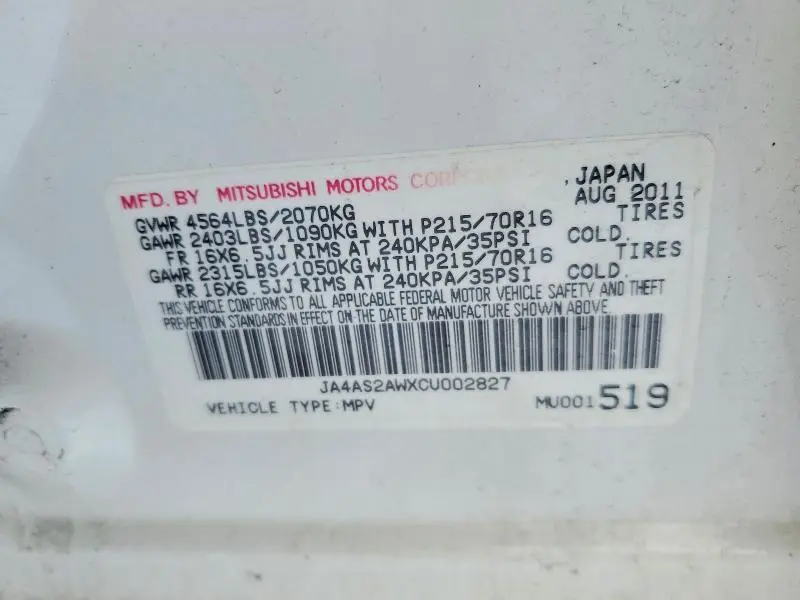 MFD. BY MITSUBISHI MOTORS CORP , JAPAN
AUG 2011
GVWR 4564LBS/2070KG
GAWR 2403LBS/1090KG WITH P215/70R16 TIRES
FR 16X6.5JJ RIMS AT 240KPA/35PSI COLD.
GAWR 2315LBS/1050KG WITH P215/70R16 TIRES
RR 16X6.5JJ RIMS AT 240KPA/35PSI COLD.
THIS VEHICLE CONFORMS TO ALL APPLICABLE FEDERAL MOTOR VEHICLE SAFETY AND THEFT
PREVENTION STANDARDS IN EFFECT ON THE DATE OF MANUFACTURE SHOWN ABOVE.
JA4AS2AWXCU002827
VEHICLE TYPE:MPV MU001519